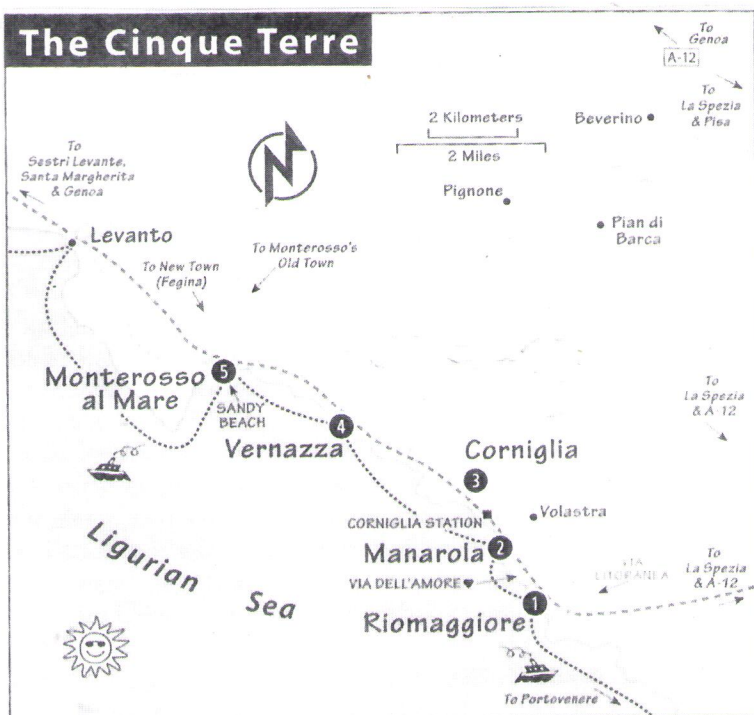 The Cinque Terre
To
Genoa
A-12
To
La Spezia
& Pisa
2 Kilometers
2 Miles
Beverino
Pignone
Pian di
Barca
To
Sestri Levante,
Santa Margherita
& Genoa
Levanto
To New Town
(Fegina)
To Monterosso's
Old Town
5
Monterosso
al Mare
SANDY
BEACH
4
Vernazza
To
La Spezia
& A-12
Corniglia
3
CORNIGLIA STATION
Volastra
2
Manarola
VIA DELL'AMORE
VIA
LITORANEA
To
La Spezia
& A-12
1
Riomaggiore
Ligurian Sea
To Portovenere